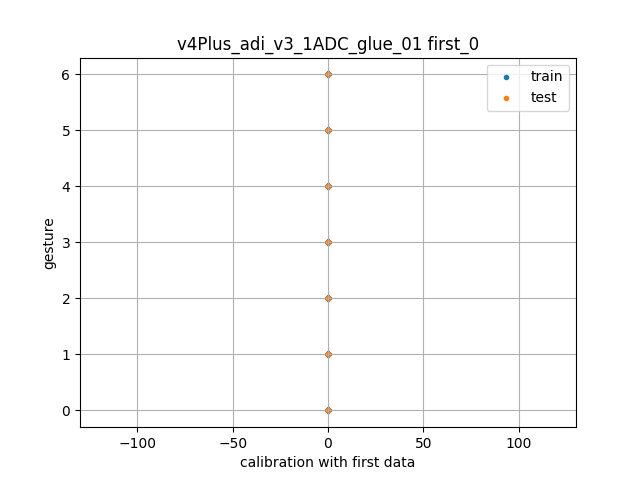 v4Plus_adi_v3_1ADC_glue_01 first_0
train
test
gesture
6
5
4
3
2
1
0
−100 −50 0 50 100
calibration with first data